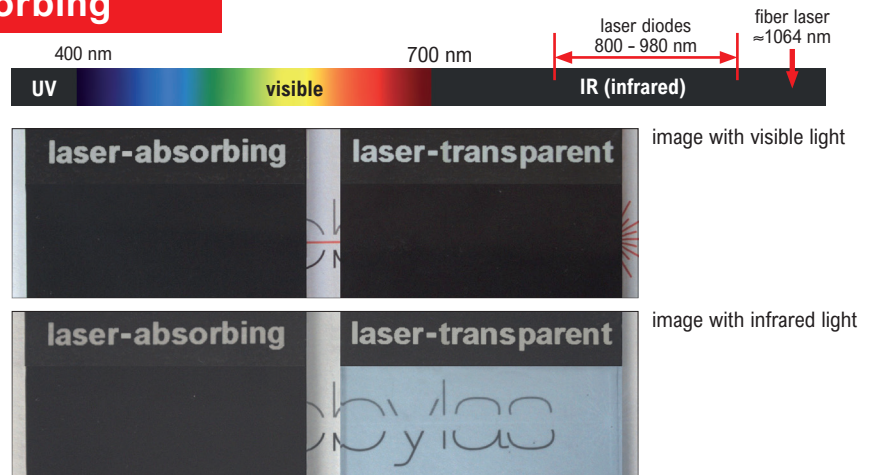 orbing
laser diodes
800 - 980 nm
fiber laser
≈1064 nm
400 nm
700 nm
UV
visible
IR (infrared)
laser-absorbing
laser-transparent
image with visible light
laser-absorbing
laser-transparent
image with infrared light
bylas